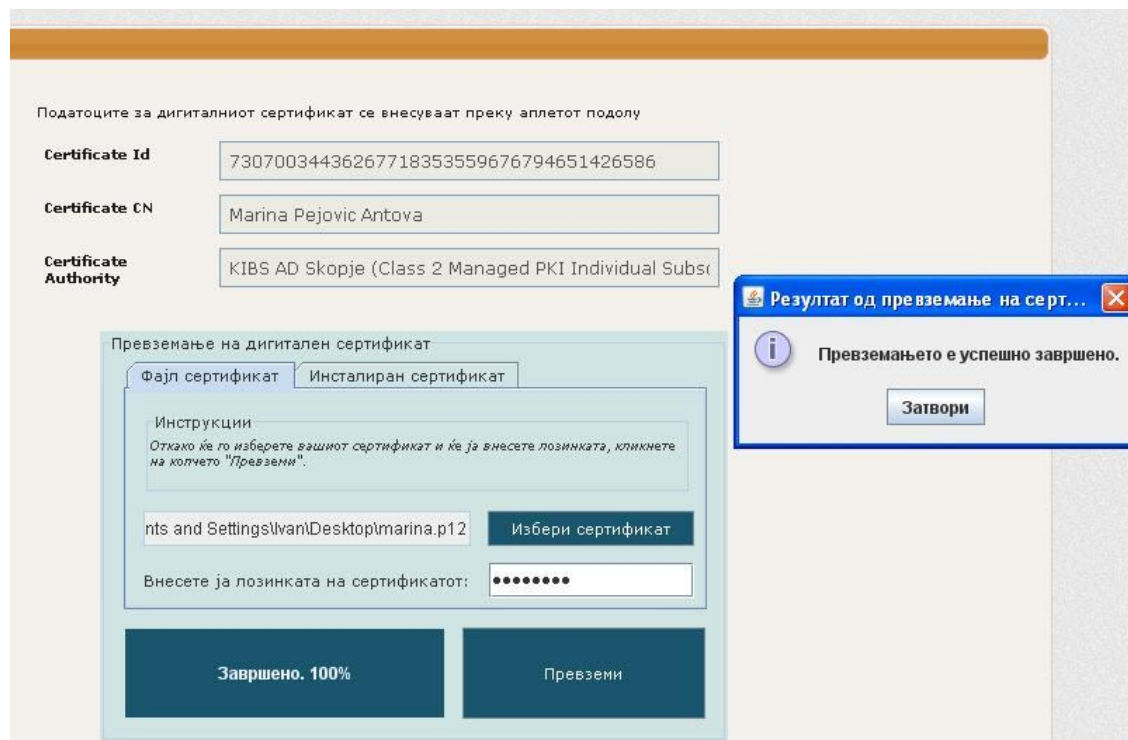 Податоците за дигиталниот сертификат се внесуваат преку аплетот подолу
Certificate Id
73070034436267718353559676794651426586
Certificate CN
Marina Pejovic Antova
Certificate
Authority
KIBS AD Skopje (Class 2 Managed PKI Individual Subsc
Резултат од превземање на серт...
Превземањето е успешно завршено.
Затвори
Превземање на дигитален сертификат
Фајл сертификат
Инсталиран сертификат
Инструкции
Откако ќе го изберете вашиот сертификат и ќе ја внесете лозинката, кликнете
на копчето "Превземи".
nts and Settings\Ivan\Desktop\marina.p12
Избери сертификат
Внесете ја лозинката на сертификатот:
••••••••
Завршено. 100%
Превземи